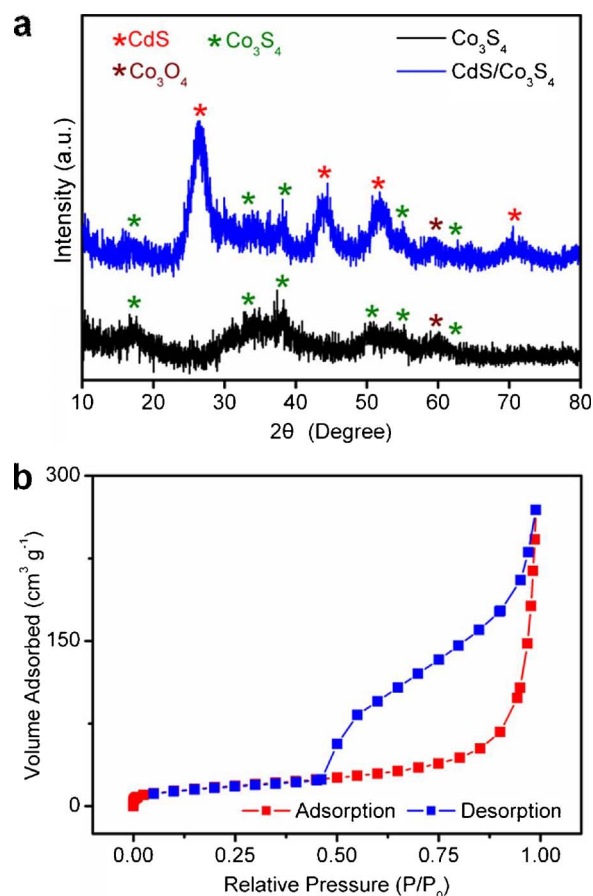 a
*CdS *Co₃S₄ Co₃S₄
*Co₃O₄ CdS/Co₃S₄
Intensity (a.u.)
10 20 30 40 50 60 70 80
2θ (Degree)
b
300
150
0
Volume Adsorbed (cm³ g⁻¹)
Adsorption Desorption
0.00 0.25 0.50 0.75 1.00
Relative Pressure (P/P₀)